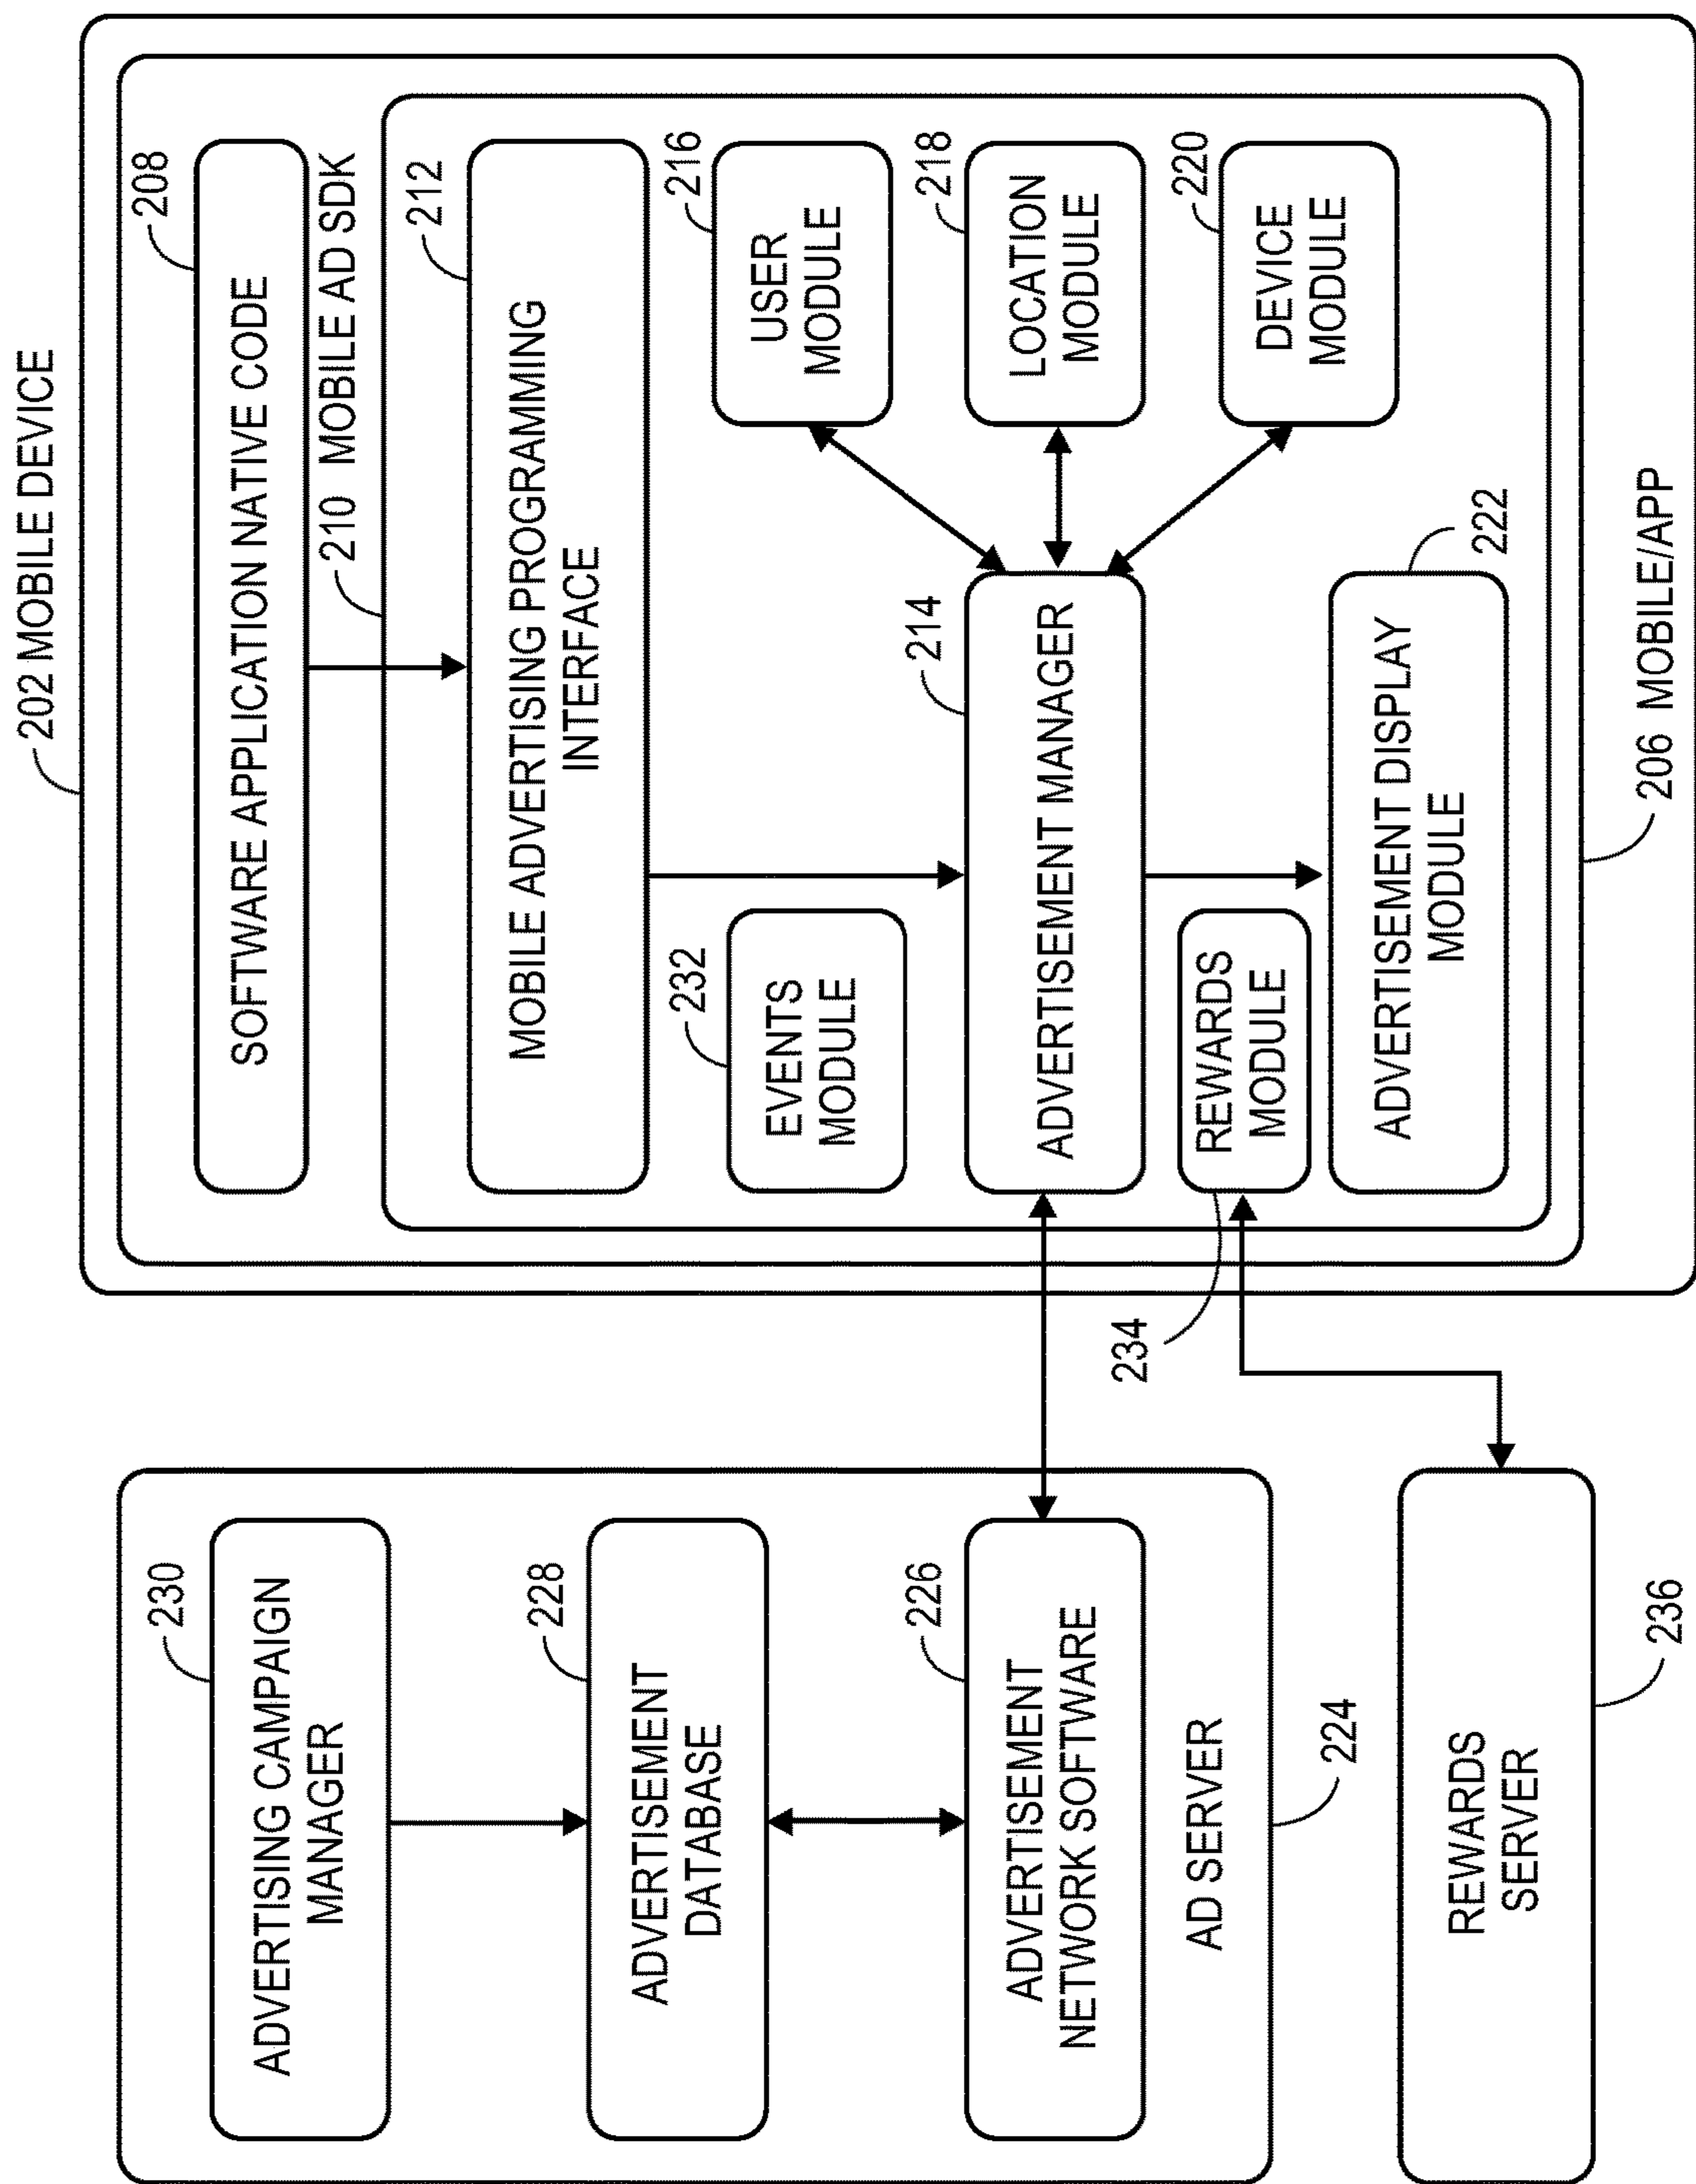 202 MOBILE DEVICE
208
SOFTWARE APPLICATION NATIVE CODE
210 MOBILE AD SDK
212
MOBILE ADVERTISING PROGRAMMING
INTERFACE
232
EVENTS
MODULE
216
USER
MODULE
214
ADVERTISEMENT MANAGER
218
LOCATION
MODULE
220
DEVICE
MODULE
234
REWARDS
MODULE
222
ADVERTISEMENT DISPLAY
MODULE
206 MOBILE/APP
230
ADVERTISING CAMPAIGN
MANAGER
228
ADVERTISEMENT
DATABASE
226
ADVERTISEMENT
NETWORK SOFTWARE
AD SERVER
224
REWARDS
SERVER
236